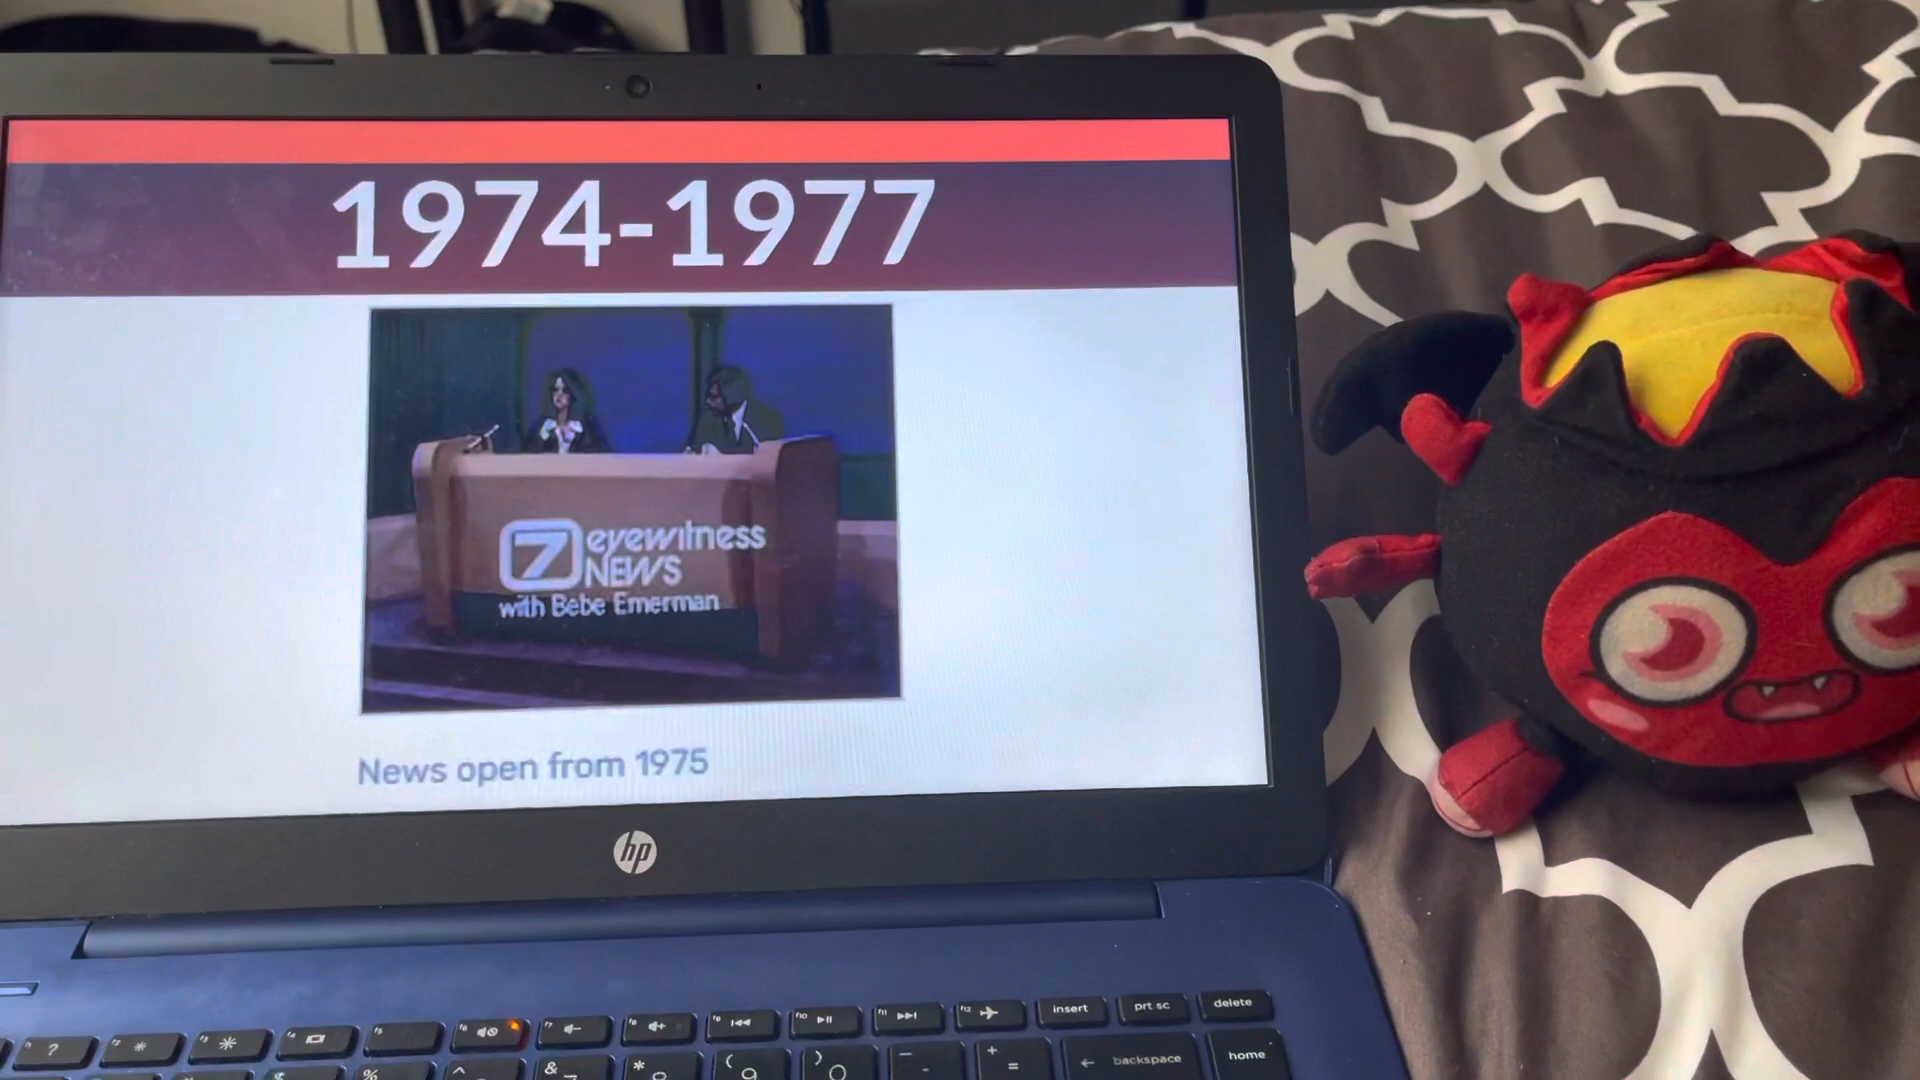 1974-1977
7 eyewitness
NEWS
with Bebe Emerman
News open from 1975
hp
insert
prt sc
delete
backspace
home